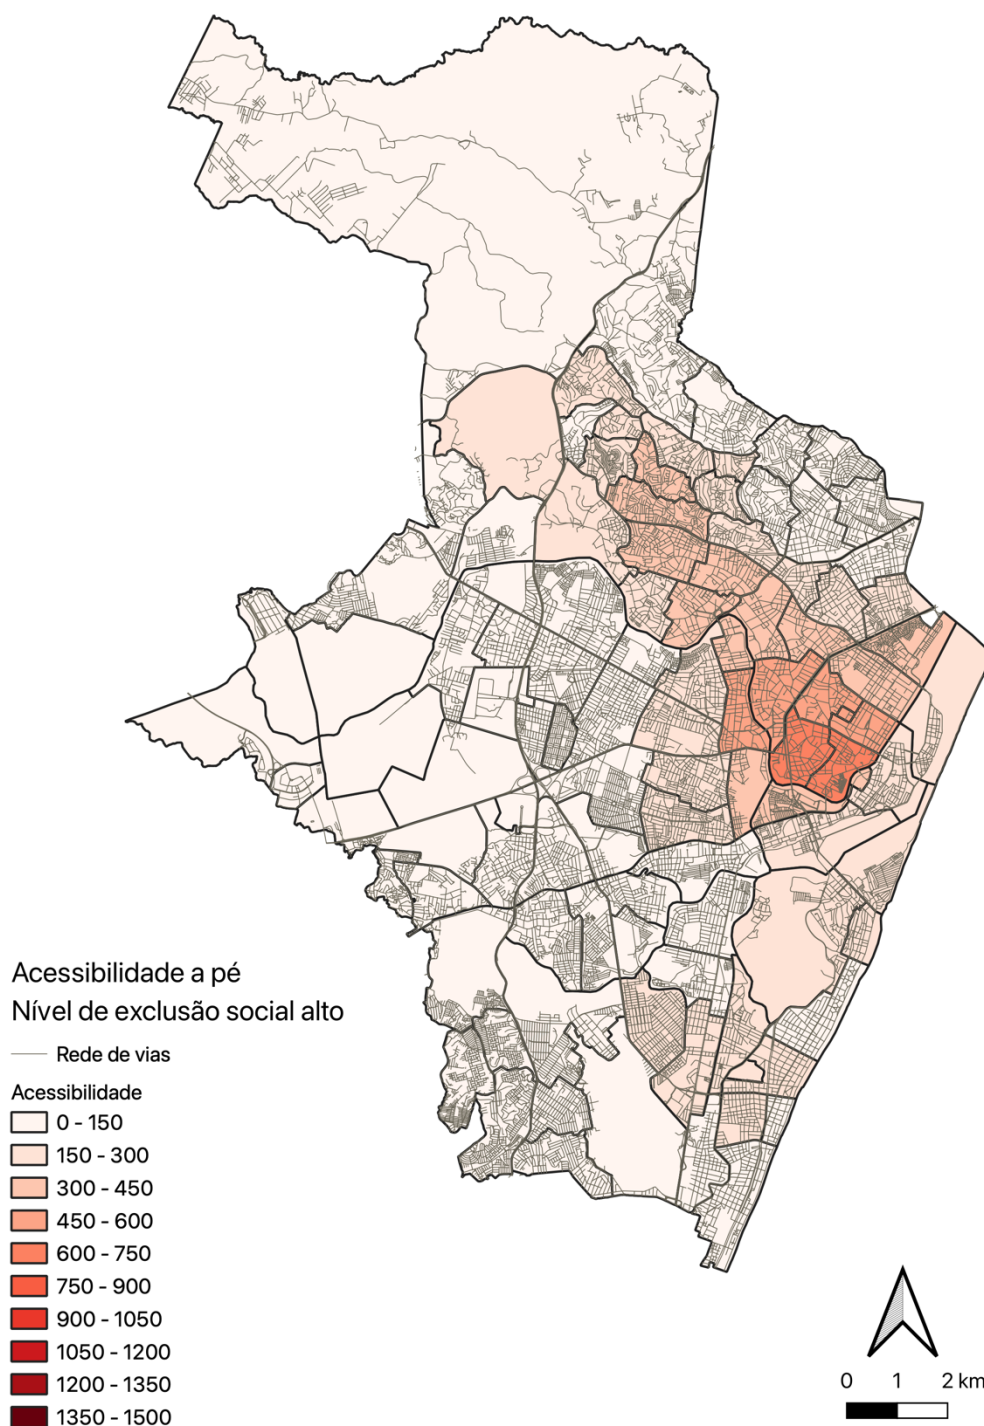 Acessibilidade a pé
Nível de exclusão social alto
Rede de vias
Acessibilidade
0 - 150
150 - 300
300 - 450
450 - 600
600 - 750
750 - 900
900 - 1050
1050 - 1200
1200 - 1350
1350 - 1500
0 1 2 km